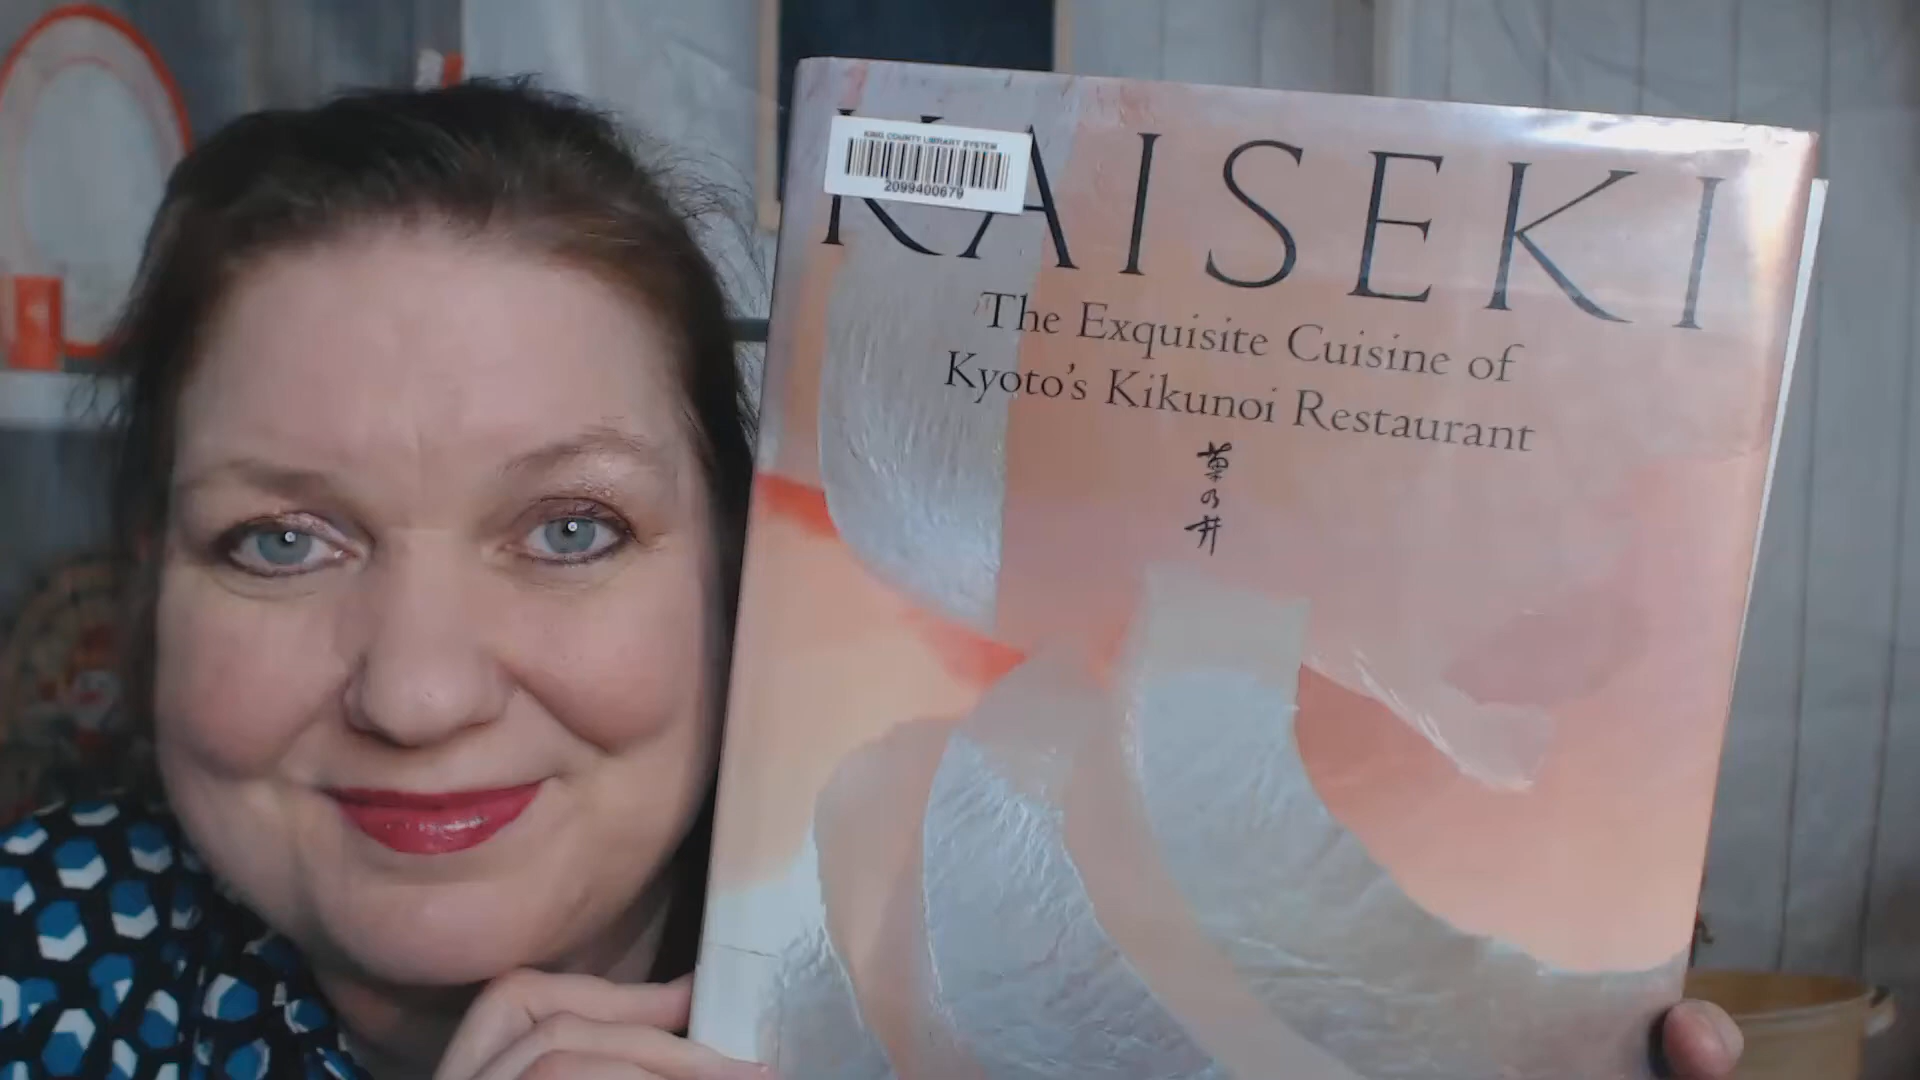 KING COUNTY LIBRARY SYSTEM
2099400679
KAISEKI
The Exquisite Cuisine of
Kyoto's Kikunoi Restaurant
菊
乃
井